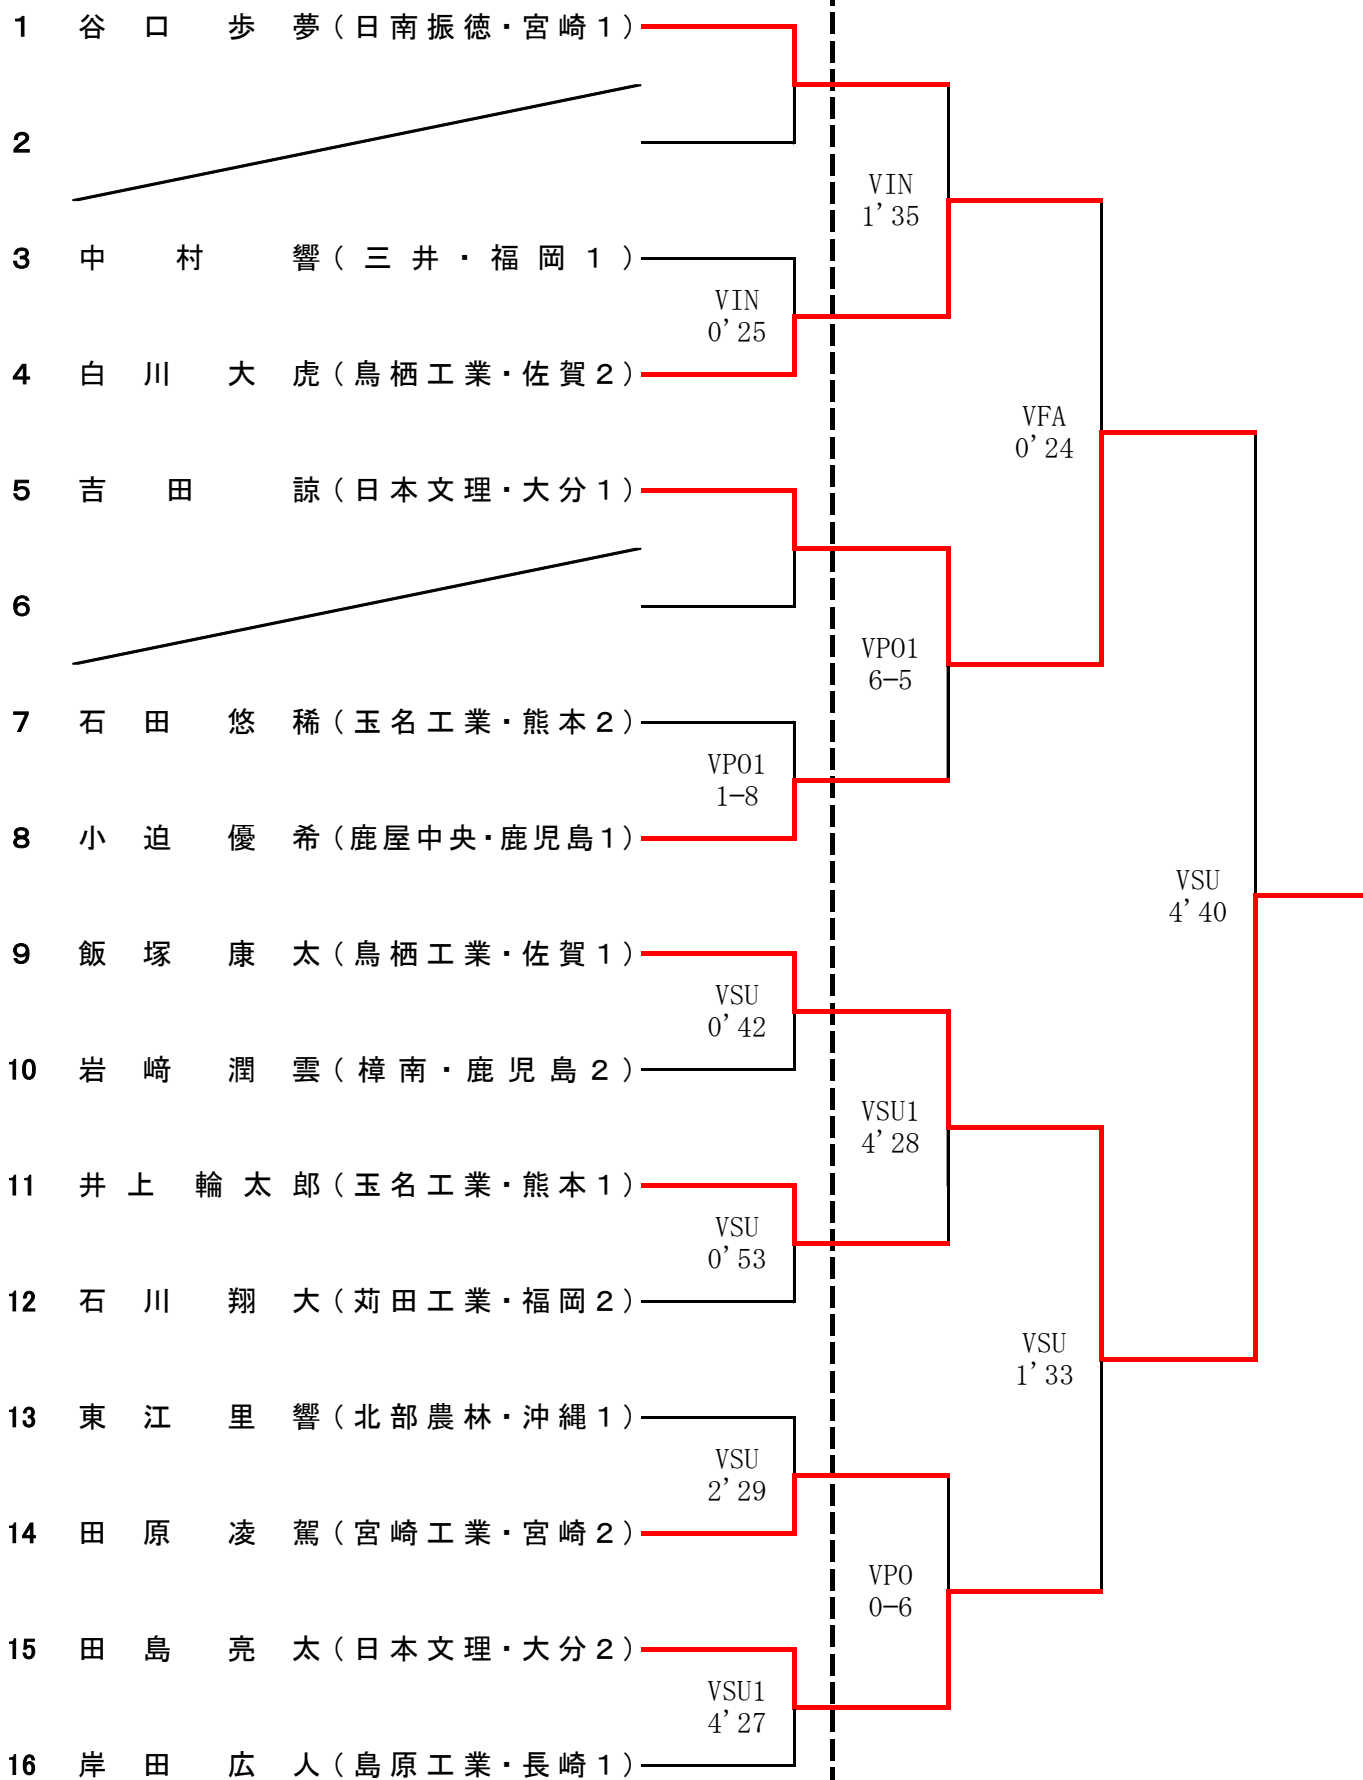 1 谷口 歩夢(日南振徳・宮崎1)
2
VIN
1'35
3 中村 響(三井・福岡1)
VIN
0'25
4 白川 大虎(鳥栖工業・佐賀2)
VFA
0'24
5 吉田 諒(日本文理・大分1)
6
VPO1
6-5
7 石田 悠稀(玉名工業・熊本2)
VPO1
1-8
8 小迫 優希(鹿屋中央・鹿児島1)
VSU
4'40
9 飯塚 康太(鳥栖工業・佐賀1)
VSU
0'42
10 岩﨑 潤雲(樟南・鹿児島2)
VSU1
4'28
11 井上 輪太郎(玉名工業・熊本1)
VSU
0'53
12 石川 翔大(苅田工業・福岡2)
VSU
1'33
13 東江 里響(北部農林・沖縄1)
VSU
2'29
14 田原 凌駕(宮崎工業・宮崎2)
VPO
0-6
15 田島 亮太(日本文理・大分2)
VSU1
4'27
16 岸田 広人(島原工業・長崎1)